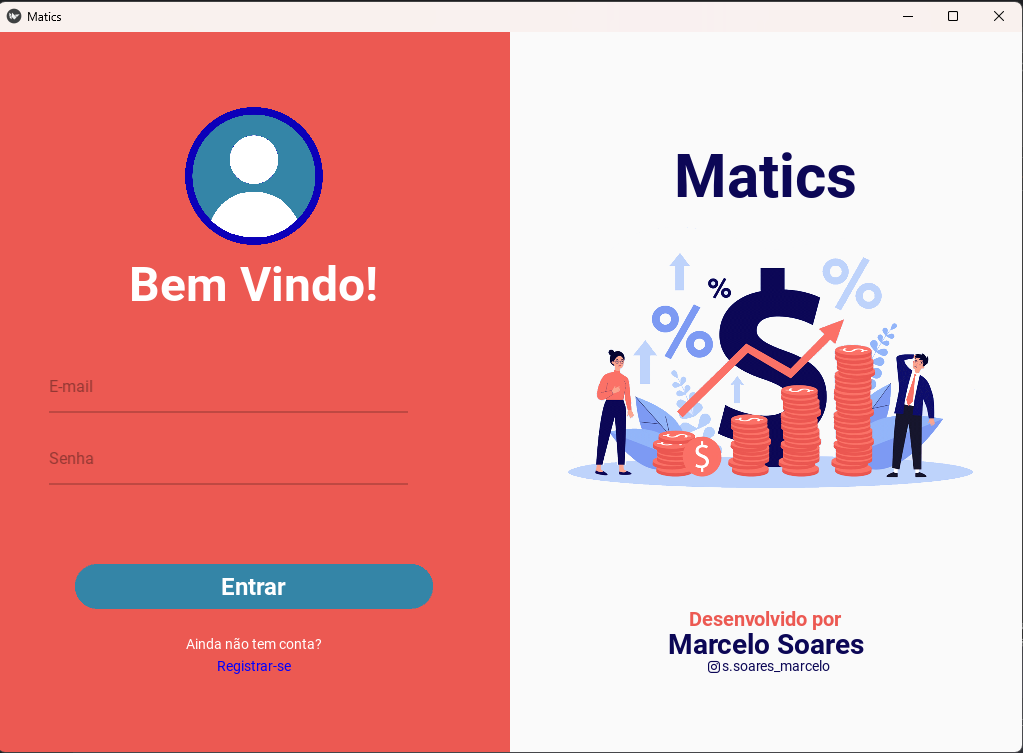 Matics
Bem Vindo!
E-mail
Senha
Entrar
Ainda não tem conta?
Registrar-se
Matics
%
%
%
$
$
Desenvolvido por
Marcelo Soares
s.soares_marcelo